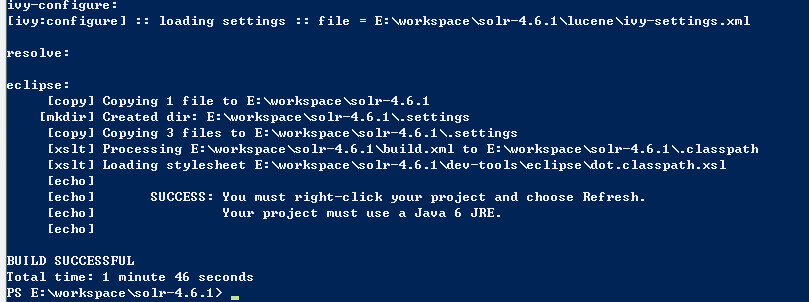 ivy-configure:
[ivy:configure] :: loading settings :: file = E:\workspace\solr-4.6.1\lucene\ivy-settings.xml
resolve:
eclipse:
[copy] Copying 1 file to E:\workspace\solr-4.6.1
[mkdir] Created dir: E:\workspace\solr-4.6.1\.settings
[copy] Copying 3 files to E:\workspace\solr-4.6.1\.settings
[xslt] Processing E:\workspace\solr-4.6.1\build.xml to E:\workspace\solr-4.6.1\.classpath
[xslt] Loading stylesheet E:\workspace\solr-4.6.1\dev-tools\eclipse\dot.classpath.xsl
[echo]
[echo] SUCCESS: You must right-click your project and choose Refresh.
[echo] Your project must use a Java 6 JRE.
[echo]
BUILD SUCCESSFUL
Total time: 1 minute 46 seconds
PS E:\workspace\solr-4.6.1> _